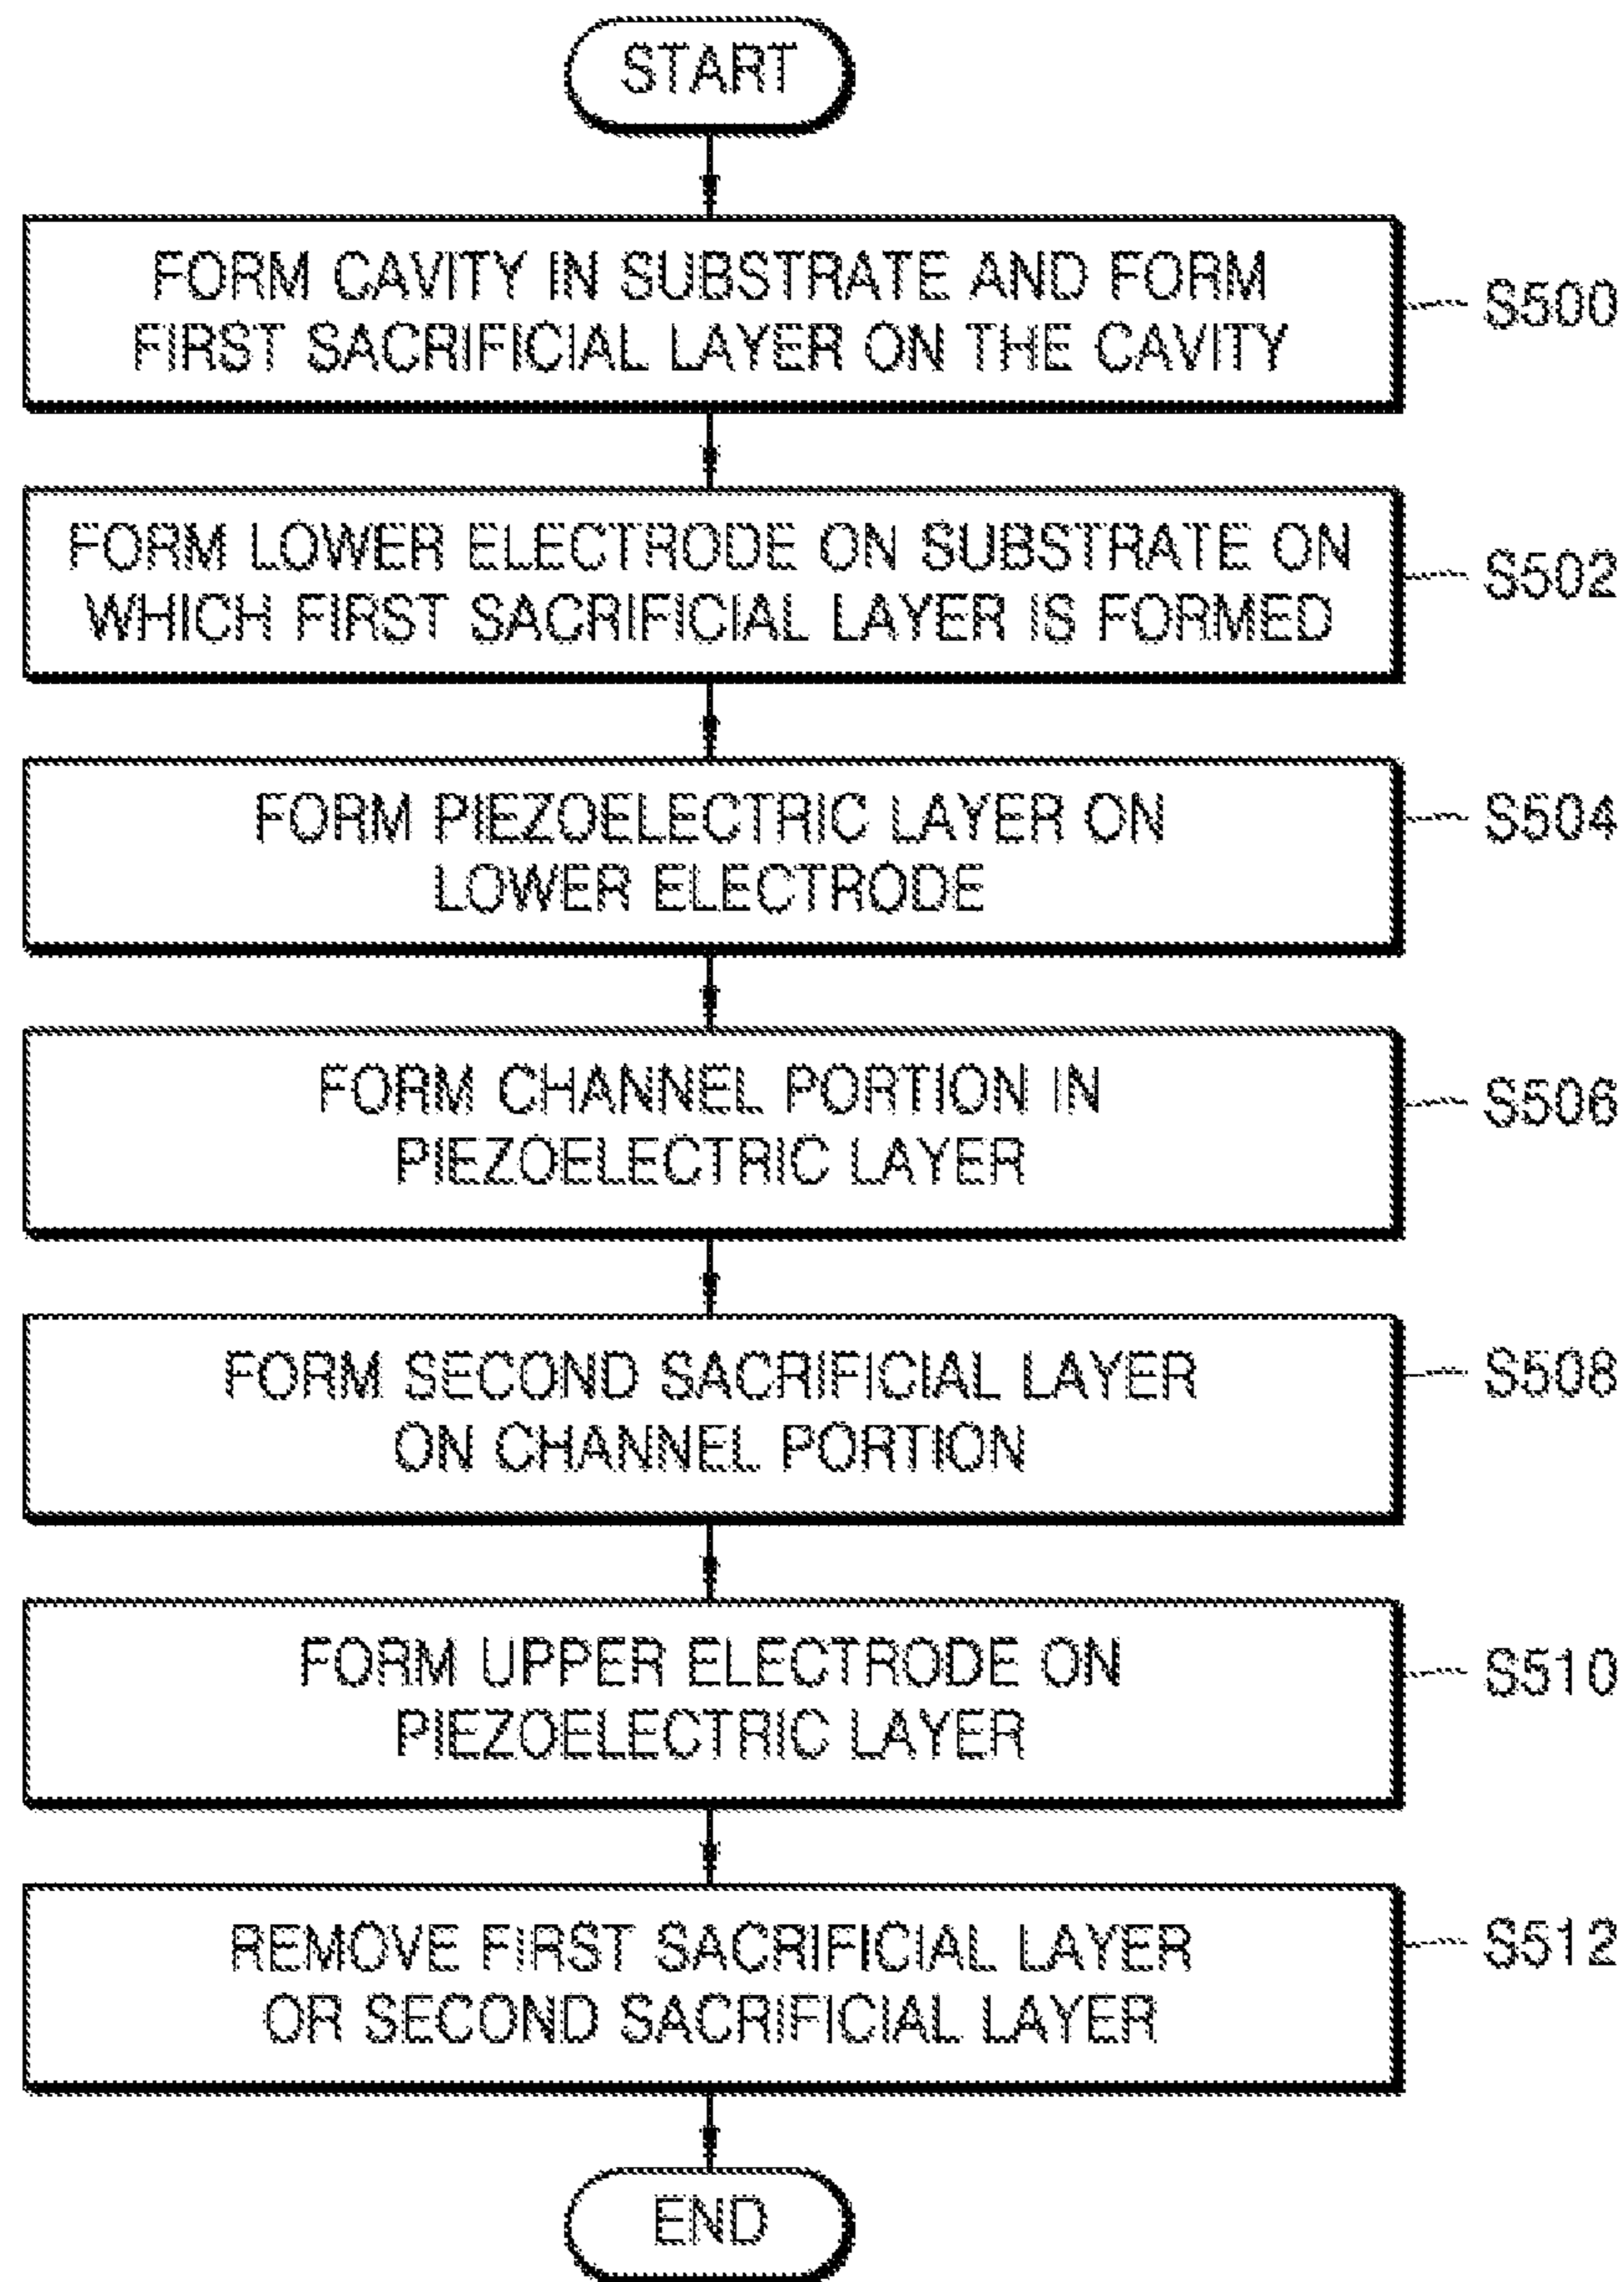 START
FORM CAVITY IN SUBSTRATE AND FORM
FIRST SACRIFICIAL LAYER ON THE CAVITY
S500
FORM LOWER ELECTRODE ON SUBSTRATE ON
WHICH FIRST SACRIFICIAL LAYER IS FORMED
S502
FORM PIEZOELECTRIC LAYER ON
LOWER ELECTRODE
S504
FORM CHANNEL PORTION IN
PIEZOELECTRIC LAYER
S506
FORM SECOND SACRIFICIAL LAYER
ON CHANNEL PORTION
S508
FORM UPPER ELECTRODE ON
PIEZOELECTRIC LAYER
S510
REMOVE FIRST SACRIFICIAL LAYER
OR SECOND SACRIFICIAL LAYER
S512
END